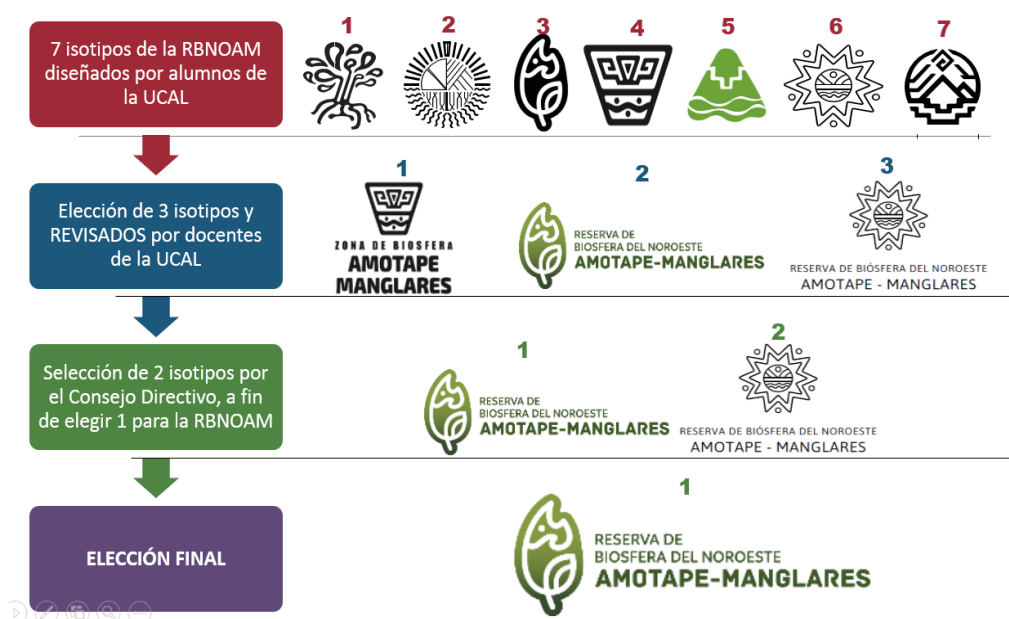 7 isotipos de la RBNOAM
diseñados por alumnos de
la UCAL
1
2
3
4
5
6
7
Elección de 3 isotipos y
REVISADOS por docentes
de la UCAL
1
ZONA DE BIOSFERA
AMOTAPE
MANGLARES
2
RESERVA DE
BIOSFERA DEL NOROESTE
AMOTAPE-MANGLARES
3
RESERVA DE BIÓSFERA DEL NOROESTE
AMOTAPE - MANGLARES
Selección de 2 isotipos por
el Consejo Directivo, a fin
de elegir 1 para la RBNOAM
1
RESERVA DE
BIOSFERA DEL NOROESTE
AMOTAPE-MANGLARES
2
RESERVA DE BIÓSFERA DEL NOROESTE
AMOTAPE - MANGLARES
ELECCIÓN FINAL
1
RESERVA DE
BIOSFERA DEL NOROESTE
AMOTAPE-MANGLARES